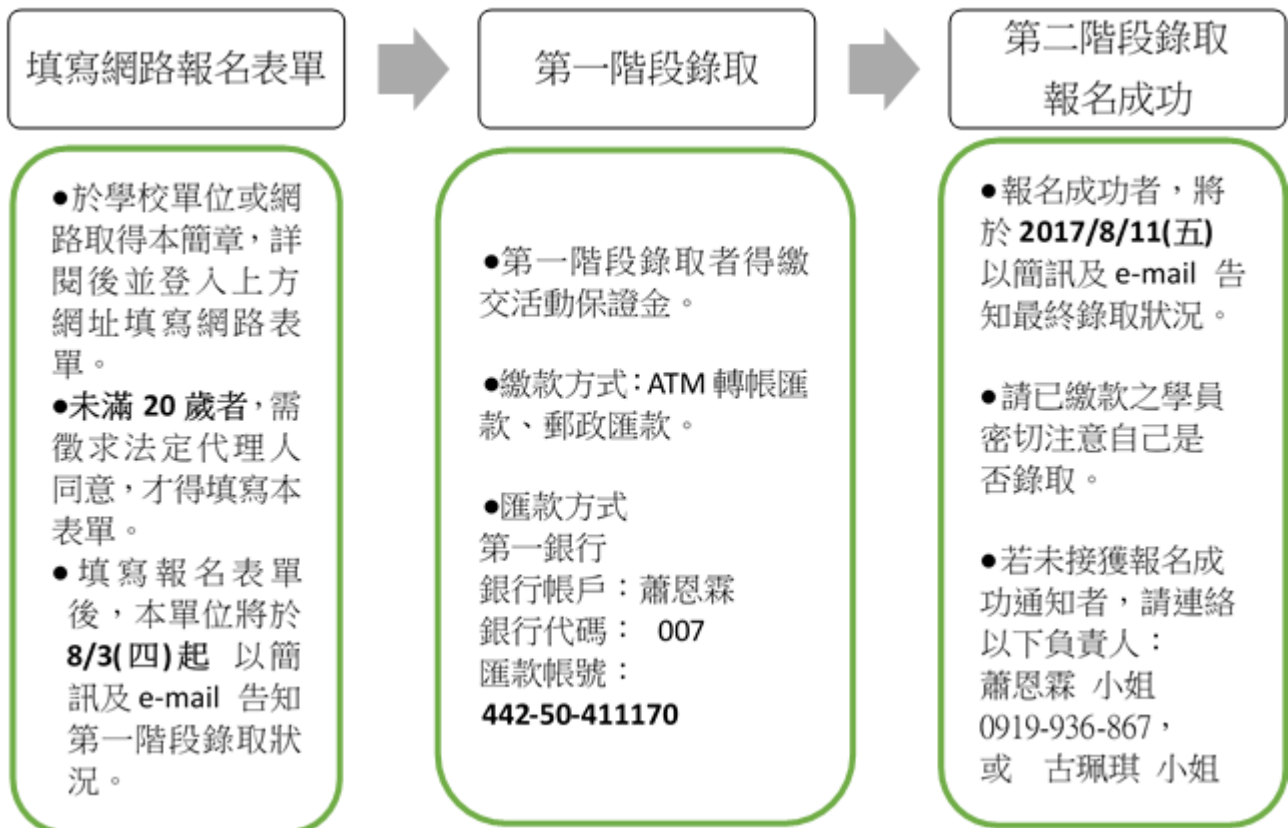 填寫網路報名表單
第一階段錄取
第二階段錄取
報名成功
●於學校單位或網
路取得本簡章，詳
閱後並登入上方
網址填寫網路表
單。
●未滿 20 歲者，需
徵求法定代理人
同意，才得填寫本
表單。
●填寫報名表單
後，本單位將於
8/3(四)起 以簡
訊及 e-mail 告知
第一階段錄取狀
況。
●第一階段錄取者得繳
交活動保證金。
●繳款方式：ATM 轉帳匯
款、郵政匯款。
●匯款方式
第一銀行
銀行帳戶：蕭恩霖
銀行代碼： 007
匯款帳號：
442-50-411170
●報名成功者，將
於 2017/8/11(五)
以簡訊及 e-mail 告
知最終錄取狀況。
●請已繳款之學員
密切注意自己是
否錄取。
●若未接獲報名成
功通知者，請連絡
以下負責人：
蕭恩霖 小姐
0919-936-867，
或 古珮琪 小姐